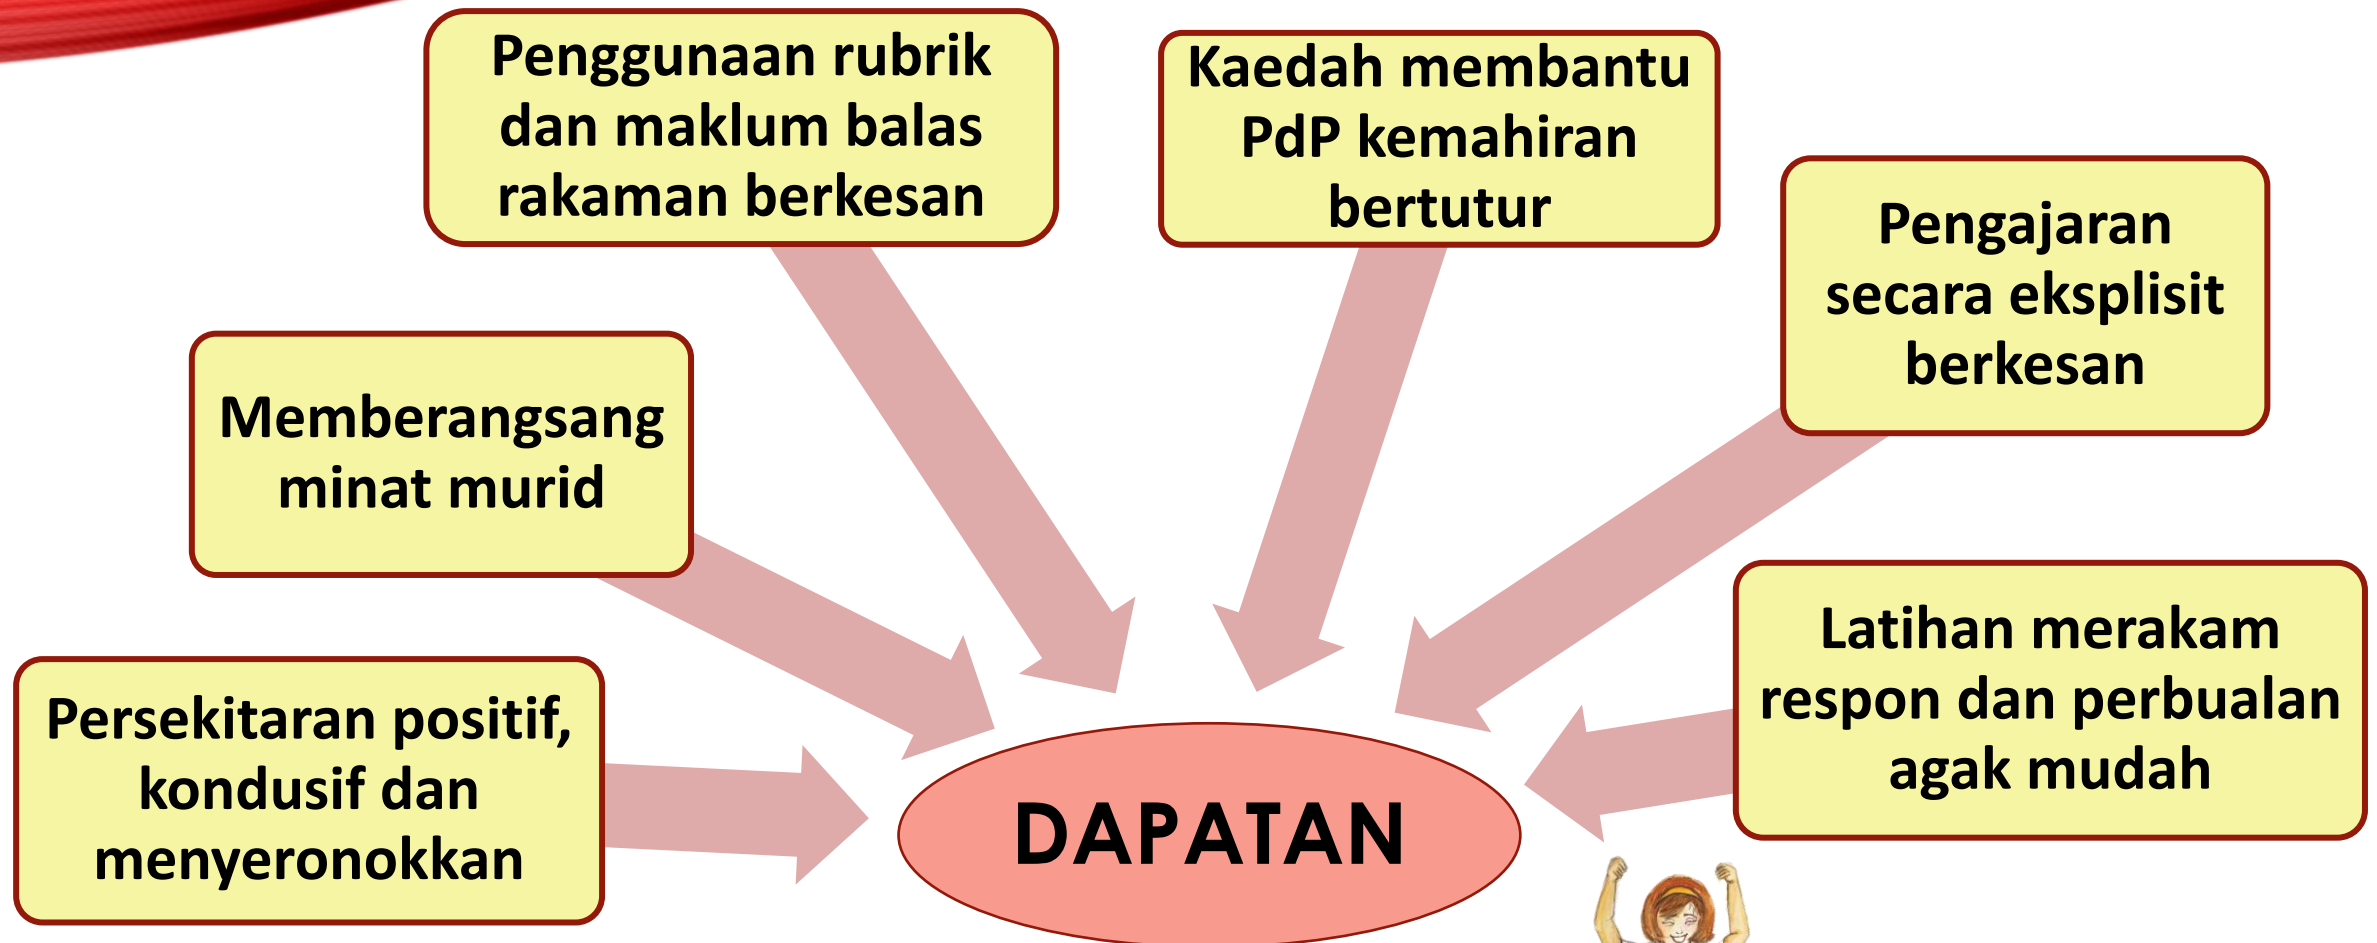 Penggunaan rubrik
dan maklum balas
rakaman berkesan
Kaedah membantu
PdP kemahiran
bertutur
Pengajaran
secara eksplisit
berkesan
Memberangsang
minat murid
Latihan merakam
respon dan perbualan
agak mudah
Persekitaran positif,
kondusif dan
menyeronokkan
DAPATAN